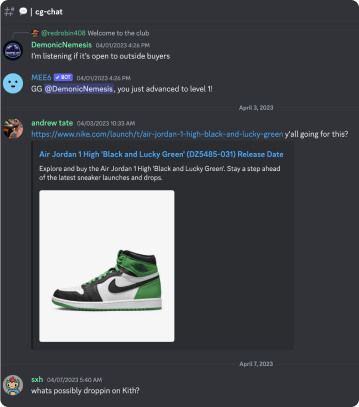 # 💬 | cg-chat
@redrobin408 Welcome to the club
DemonicNemesis 04/01/2023 4:26 PM
I'm listening if it's open to outside buyers
MEE6 ✓ BOT 04/01/2023 4:26 PM
GG @DemonicNemesis, you just advanced to level 1!
April 3, 2023
andrew tate 04/03/2023 10:33 AM
https://www.nike.com/launch/t/air-jordan-1-high-black-and-lucky-green y'all going for this?
Air Jordan 1 High 'Black and Lucky Green' (DZ5485-031) Release Date
Explore and buy the Air Jordan 1 High 'Black and Lucky Green'. Stay a step ahead
of the latest sneaker launches and drops.
April 7, 2023
sxh 04/07/2023 5:40 AM
whats possibly droppin on Kith?